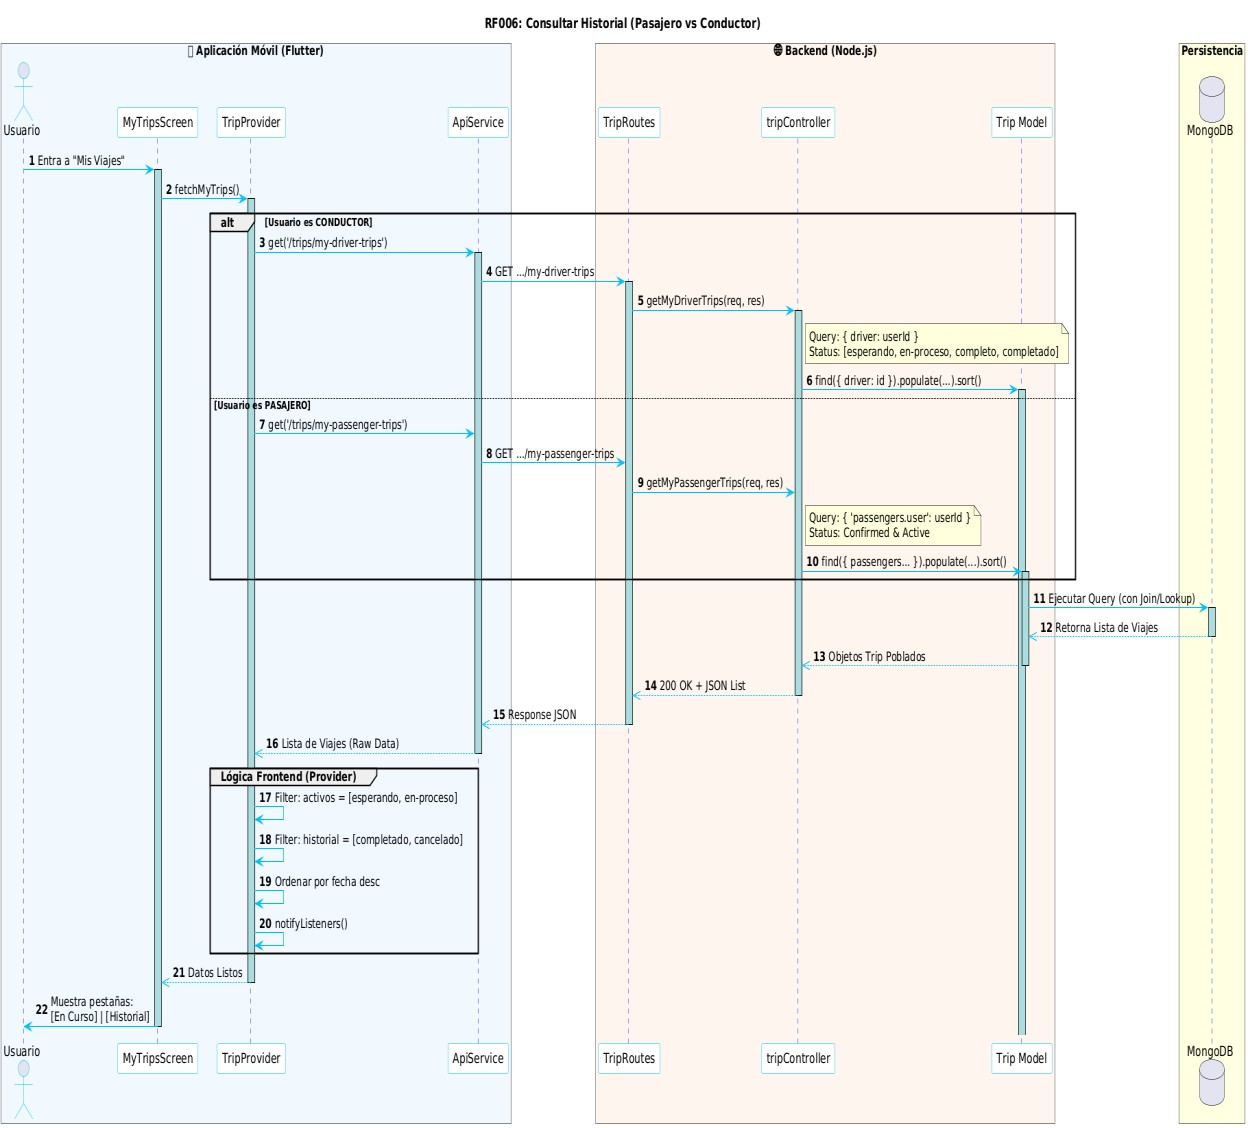 RF006: Consultar Historial (Pasajero vs Conductor)
Aplicación Móvil (Flutter)
Backend (Node.js)
Persistencia
Usuario
MyTripsScreen
TripProvider
ApiService
TripRoutes
tripController
Trip Model
MongoDB
1 Entra a "Mis Viajes"
2 fetchMyTrips()
alt [Usuario es CONDUCTOR]
3 get('/trips/my-driver-trips')
4 GET .../my-driver-trips
5 getMyDriverTrips(req, res)
Query: { driver: userId }
Status: [esperando, en-proceso, completo, completado]
6 find({ driver: id }).populate(...).sort()
[Usuario es PASAJERO]
7 get('/trips/my-passenger-trips')
8 GET .../my-passenger-trips
9 getMyPassengerTrips(req, res)
Query: { 'passengers.user': userId }
Status: Confirmed & Active
10 find({ passengers... }).populate(...).sort()
11 Ejecutar Query (con Join/Lookup)
12 Retorna Lista de Viajes
13 Objetos Trip Poblados
14 200 OK + JSON List
15 Response JSON
16 Lista de Viajes (Raw Data)
Lógica Frontend (Provider)
17 Filter: activos = [esperando, en-proceso]
18 Filter: historial = [completado, cancelado]
19 Ordenar por fecha desc
20 notifyListeners()
21 Datos Listos
22 Muestra pestañas:
[En Curso] | [Historial]
Usuario
MyTripsScreen
TripProvider
ApiService
TripRoutes
tripController
Trip Model
MongoDB